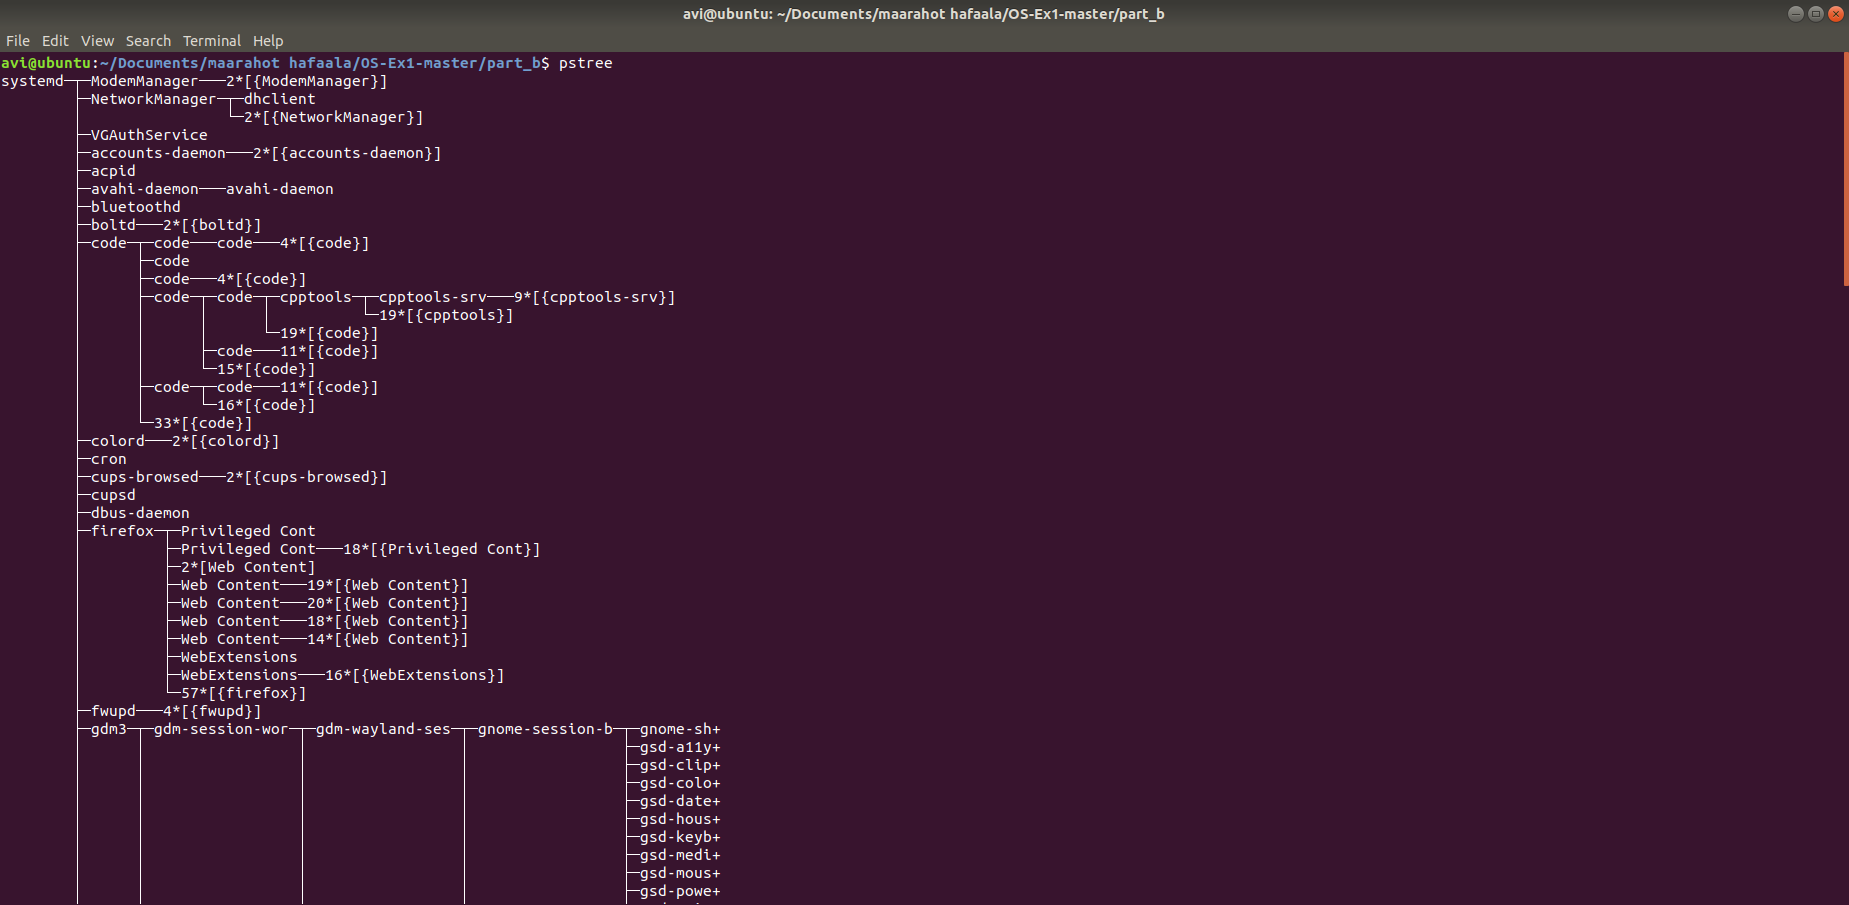 avi@ubuntu: ~/Documents/maarahot hafaala/OS-Ex1-master/part_b
File Edit View Search Terminal Help
avi@ubuntu:~/Documents/maarahot hafaala/OS-Ex1-master/part_b$ pstree
systemd─┬─ModemManager───2*[{ModemManager}]
        ├─NetworkManager─┬─dhclient
        │                └─2*[{NetworkManager}]
        ├─VGAuthService
        ├─accounts-daemon───2*[{accounts-daemon}]
        ├─acpid
        ├─avahi-daemon───avahi-daemon
        ├─bluetoothd
        ├─boltd───2*[{boltd}]
        ├─code─┬─code───code───4*[{code}]
        │      ├─code
        │      ├─code───4*[{code}]
        │      ├─code─┬─code─┬─cpptools─┬─cpptools-srv───9*[{cpptools-srv}]
        │      │      │      │          └─19*[{cpptools}]
        │      │      │      └─19*[{code}]
        │      │      ├─code───11*[{code}]
        │      │      └─15*[{code}]
        │      ├─code─┬─code───11*[{code}]
        │      │      └─16*[{code}]
        │      └─33*[{code}]
        ├─colord───2*[{colord}]
        ├─cron
        ├─cups-browsed───2*[{cups-browsed}]
        ├─cupsd
        ├─dbus-daemon
        ├─firefox─┬─Privileged Cont
        │         ├─Privileged Cont───18*[{Privileged Cont}]
        │         ├─2*[Web Content]
        │         ├─Web Content───19*[{Web Content}]
        │         ├─Web Content───20*[{Web Content}]
        │         ├─Web Content───18*[{Web Content}]
        │         ├─Web Content───14*[{Web Content}]
        │         ├─WebExtensions
        │         ├─WebExtensions───16*[{WebExtensions}]
        │         └─57*[{firefox}]
        ├─fwupd───4*[{fwupd}]
        ├─gdm3─┬─gdm-session-wor─┬─gdm-wayland-ses─┬─gnome-session-b─┬─gnome-sh+
        │      │                 │                 │                 ├─gsd-a11y+
        │      │                 │                 │                 ├─gsd-clip+
        │      │                 │                 │                 ├─gsd-colo+
        │      │                 │                 │                 ├─gsd-date+
        │      │                 │                 │                 ├─gsd-hous+
        │      │                 │                 │                 ├─gsd-keyb+
        │      │                 │                 │                 ├─gsd-medi+
        │      │                 │                 │                 ├─gsd-mous+
        │      │                 │                 │                 ├─gsd-powe+